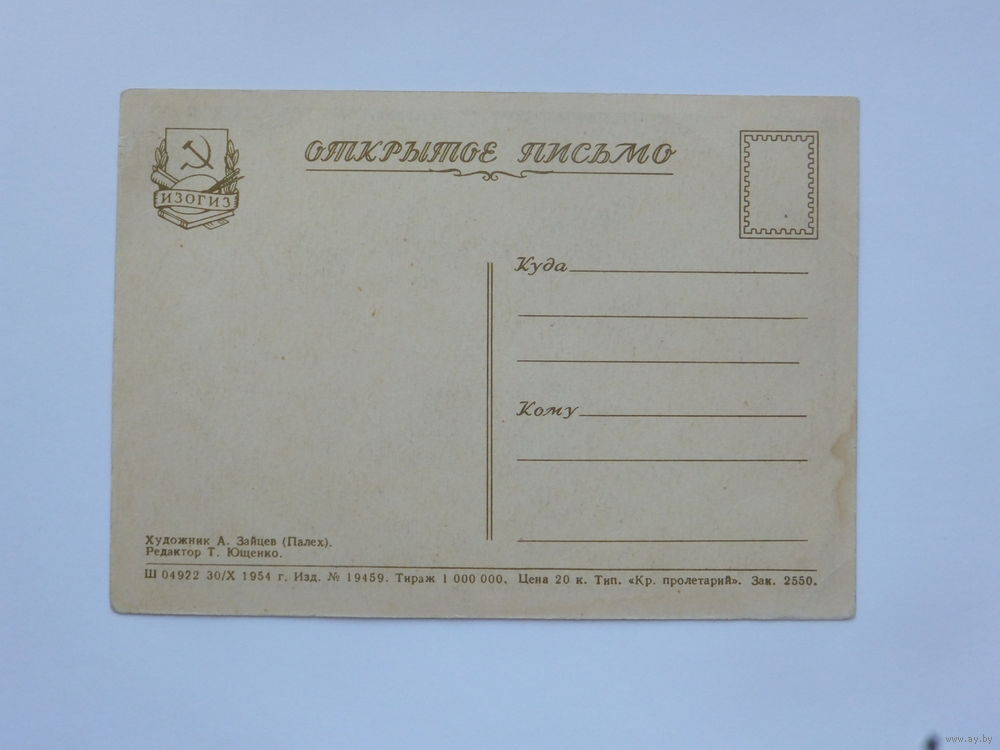 ОТКРЫТОЕ ПИСЬМО
ИЗОГИЗ
Куда
Кому
Художник А. Зайцев (Палех).
Редактор Т. Ющенко.
Ш 04922 30/X 1954 г. Изд. № 19459. Тираж 1 000 000. Цена 20 к. Тип. «Кр. пролетарий». Зак. 2550.
www.ay.by